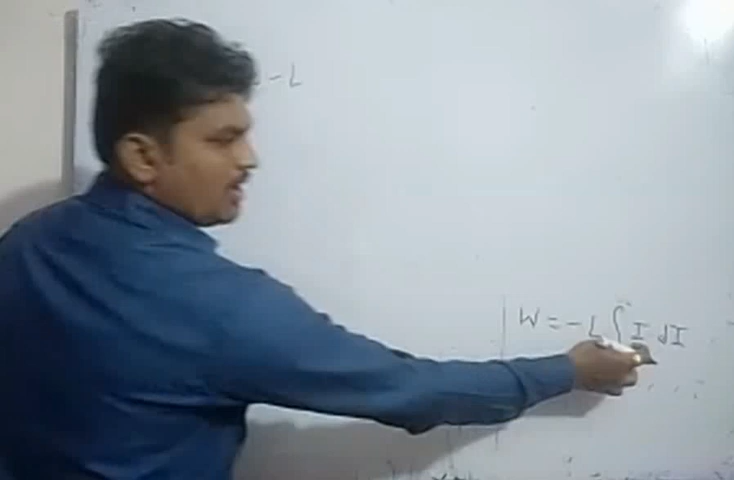 - L
W = - L ∫ I dI